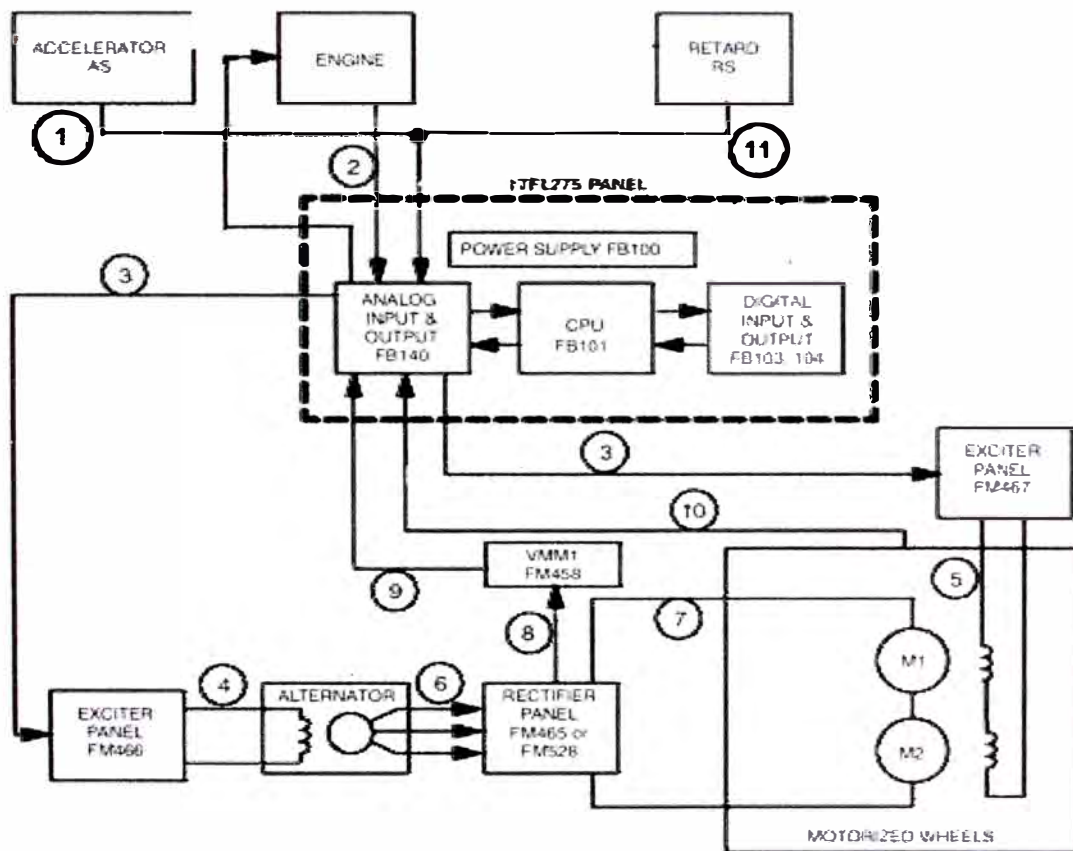 ACCELERATOR
AS
ENGINE
RETARD
RS
1
2
11
17FL275 PANEL
POWER SUPPLY FB100
3
ANALOG
INPUT &
OUTPUT
FB140
CPU
FB101
DIGITAL
INPUT &
OUTPUT
FB103, 104
3
EXCITER
PANEL
FM467
10
VMM1
FM458
9
8
7
5
M1
M2
4
ALTERNATOR
6
EXCITER
PANEL
FM466
RECTIFIER
PANEL
FM465 or
FM528
MOTORIZED WHEELS